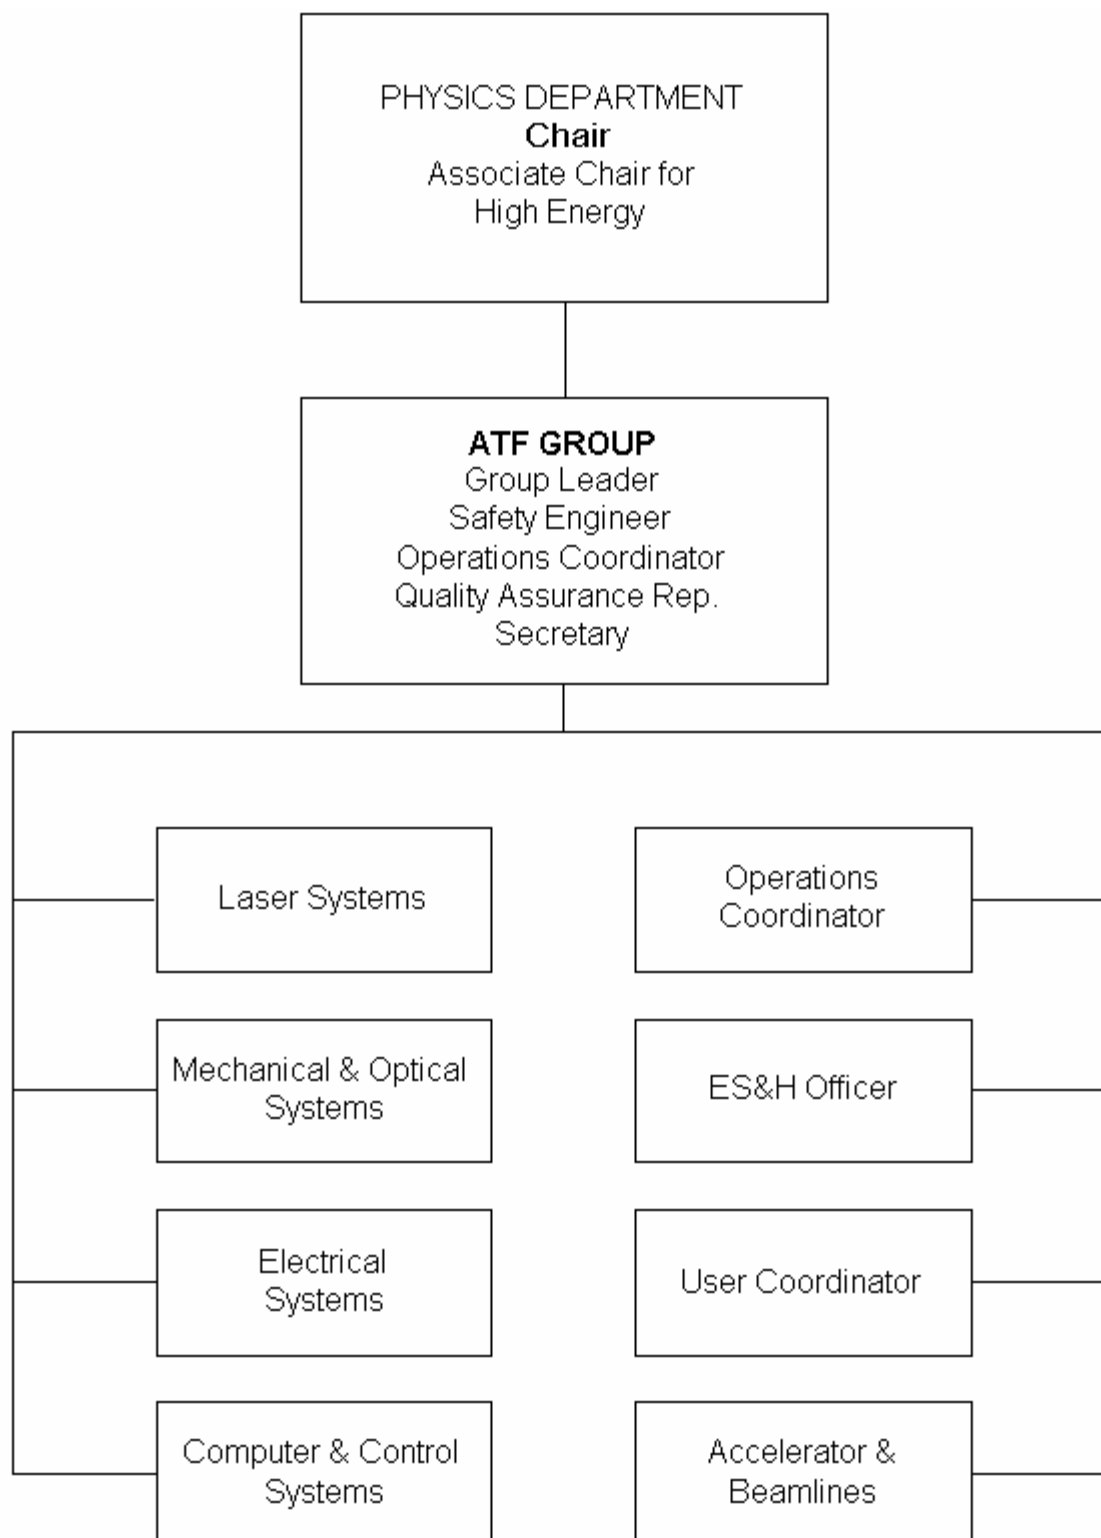 PHYSICS DEPARTMENT
Chair
Associate Chair for
High Energy
ATF GROUP
Group Leader
Safety Engineer
Operations Coordinator
Quality Assurance Rep.
Secretary
Laser Systems
Operations
Coordinator
Mechanical & Optical
Systems
ES&H Officer
Electrical
Systems
User Coordinator
Computer & Control
Systems
Accelerator &
Beamlines